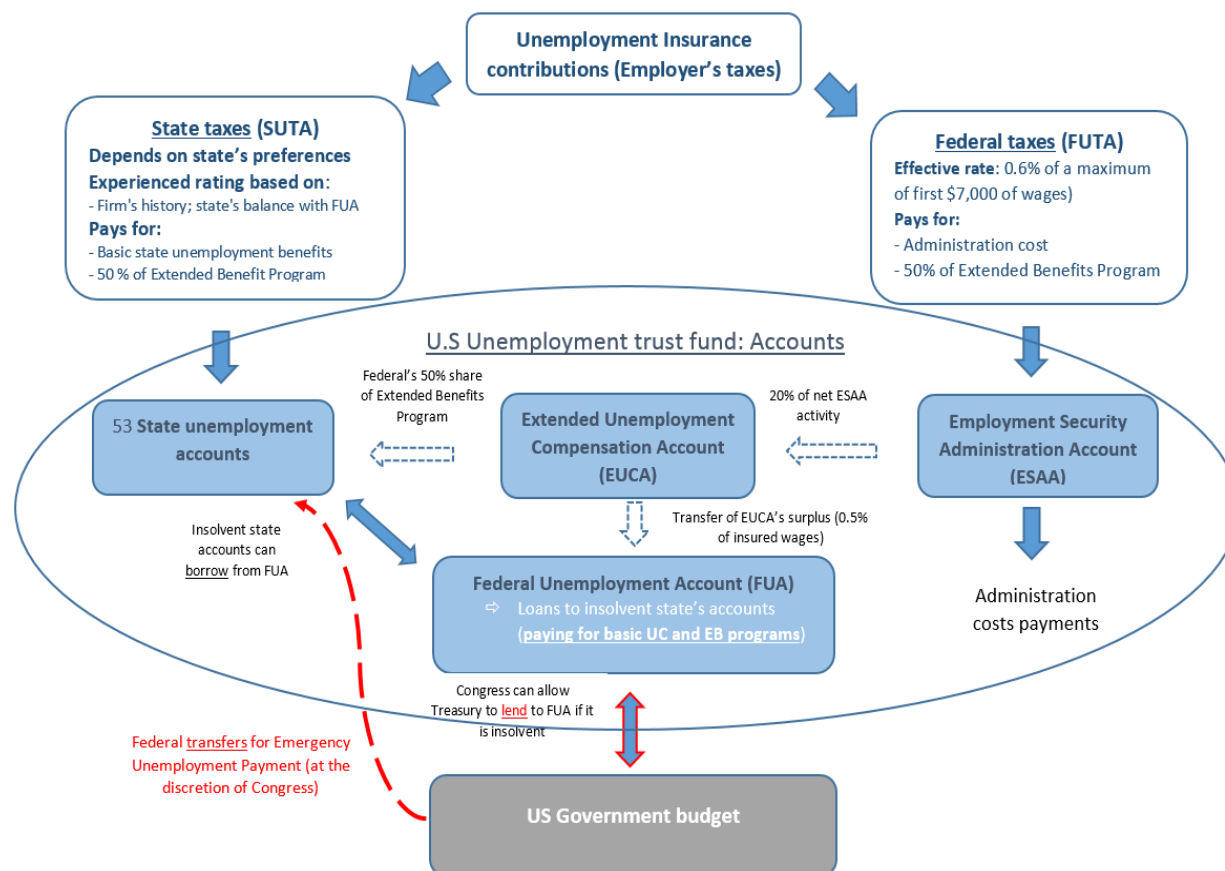 Unemployment Insurance
contributions (Employer's taxes)
State taxes (SUTA)
Depends on state's preferences
Experienced rating based on:
- Firm's history; state's balance with FUA
Pays for:
- Basic state unemployment benefits
- 50 % of Extended Benefit Program
Federal taxes (FUTA)
Effective rate: 0.6% of a maximum
of first $7,000 of wages)
Pays for:
- Administration cost
- 50% of Extended Benefits Program
U.S Unemployment trust fund: Accounts
53 State unemployment
accounts
Federal's 50% share
of Extended Benefits
Program
Extended Unemployment
Compensation Account
(EUCA)
20% of net ESAA
activity
Employment Security
Administration Account
(ESAA)
Insolvent state
accounts can
borrow from FUA
Transfer of EUCA's surplus (0.5%
of insured wages)
Federal Unemployment Account (FUA)
⇨ Loans to insolvent state's accounts
(paying for basic UC and EB programs)
Administration
costs payments
Congress can allow
Treasury to lend to FUA if it
is insolvent
Federal transfers for Emergency
Unemployment Payment (at the
discretion of Congress)
US Government budget